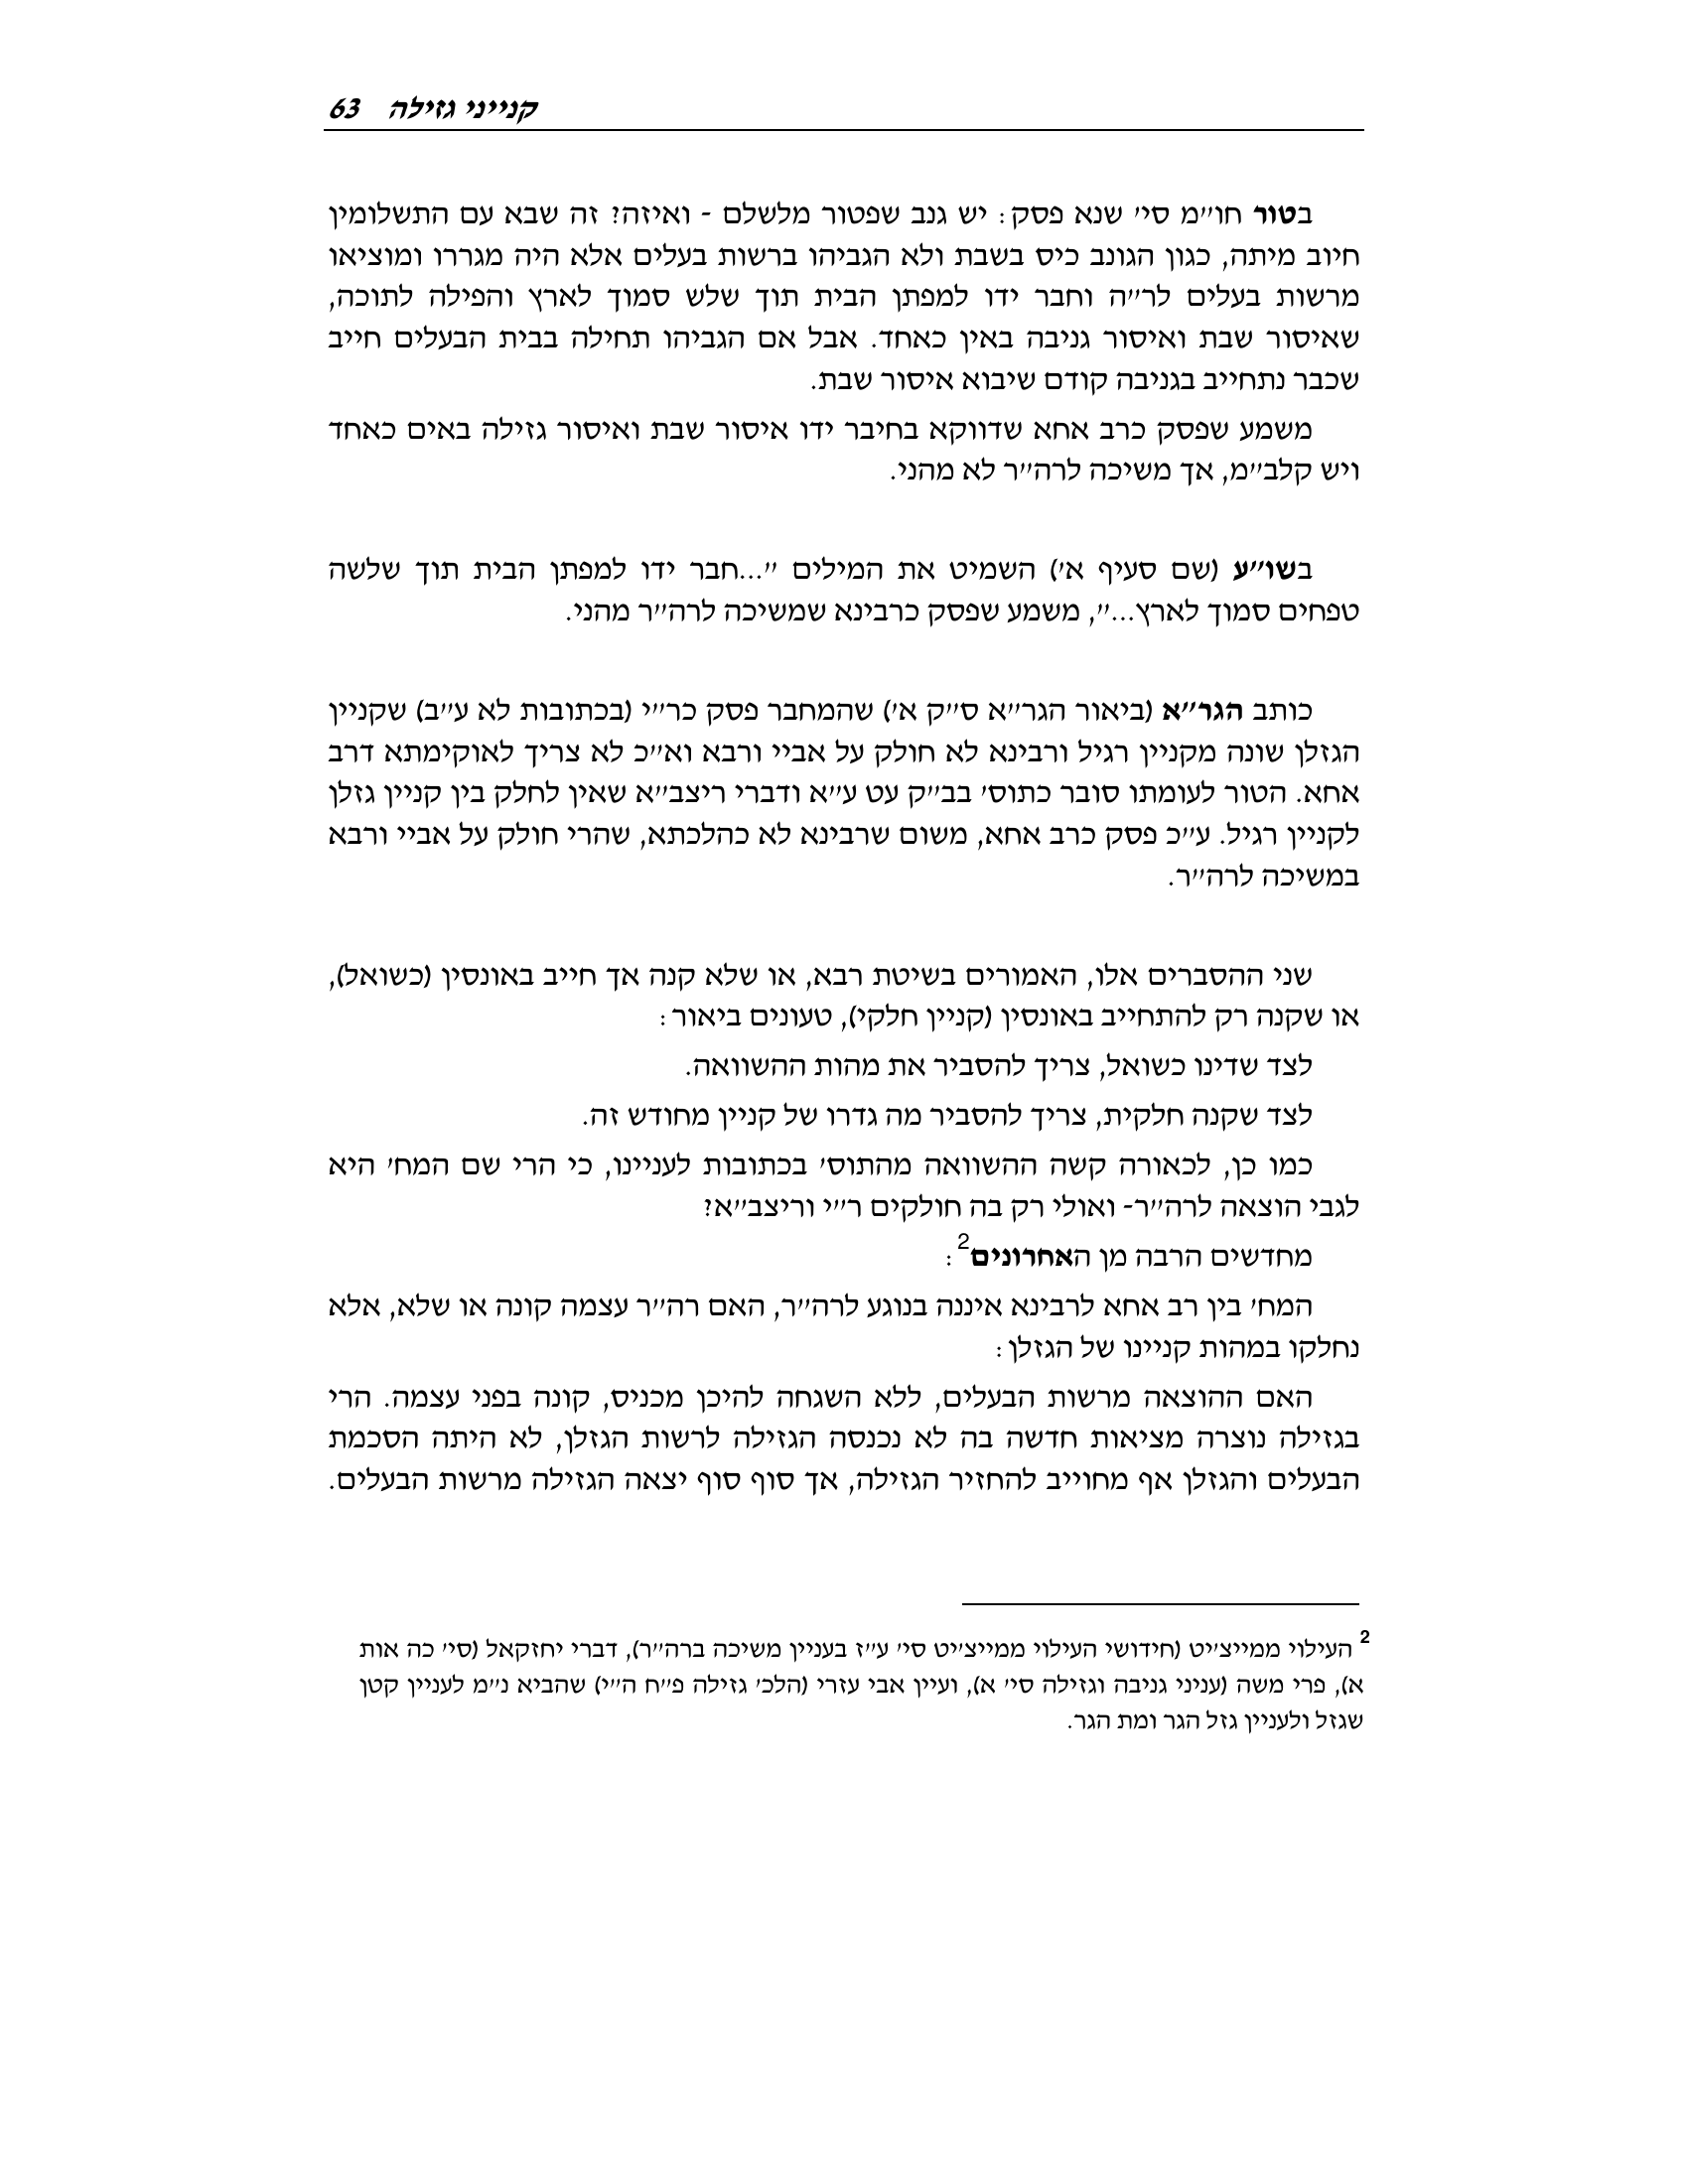 קנייני גזילה 63
בטור חו״מ סי׳ שנא פסק: יש גנב שפטור מלשלם - ואיזה? זה שבא עם התשלומין
חיוב מיתה, כגון הגונב כיס בשבת ולא הגביהו ברשות בעלים אלא היה מגררו ומוציאו
מרשות בעלים לר״ה וחבר ידו למפתן הבית תוך שלש סמוך לארץ והפילה לתוכה,
שאיסור שבת ואיסור גניבה באין כאחד. אבל אם הגביהו תחילה בבית הבעלים חייב
שכבר נתחייב בגניבה קודם שיבוא איסור שבת.
משמע שפסק כרב אחא שדווקא בחיבר ידו איסור שבת ואיסור גזילה באים כאחד
ויש קלב״מ, אך משיכה לרה״ר לא מהני.
בשו״ע (שם סעיף א׳) השמיט את המילים ״...חבר ידו למפתן הבית תוך שלשה
טפחים סמוך לארץ...״, משמע שפסק כרבינא שמשיכה לרה״ר מהני.
כותב הגר״א (ביאור הגר״א ס״ק א׳) שהמחבר פסק כר״י (בכתובות לא ע״ב) שקניין
הגזלן שונה מקניין רגיל ורבינא לא חולק על אביי ורבא וא״כ לא צריך לאוקימתא דרב
אחא. הטור לעומתו סובר כתוס׳ בב״ק עט ע״א ודברי ריצב״א שאין לחלק בין קניין גזלן
לקניין רגיל. ע״כ פסק כרב אחא, משום שרבינא לא כהלכתא, שהרי חולק על אביי ורבא
במשיכה לרה״ר.
שני ההסברים אלו, האמורים בשיטת רבא, או שלא קנה אך חייב באונסין (כשואל),
או שקנה רק להתחייב באונסין (קניין חלקי), טעונים ביאור:
לצד שדינו כשואל, צריך להסביר את מהות ההשוואה.
לצד שקנה חלקית, צריך להסביר מה גדרו של קניין מחודש זה.
כמו כן, לכאורה קשה ההשוואה מהתוס׳ בכתובות לעניינו, כי הרי שם המח׳ היא
לגבי הוצאה לרה״ר- ואולי רק בה חולקים ר״י וריצב״א?
מחדשים הרבה מן האחרונים2:
המח׳ בין רב אחא לרבינא איננה בנוגע לרה״ר, האם רה״ר עצמה קונה או שלא, אלא
נחלקו במהות קניינו של הגזלן:
האם ההוצאה מרשות הבעלים, ללא השגחה להיכן מכניס, קונה בפני עצמה. הרי
בגזילה נוצרה מציאות חדשה בה לא נכנסה הגזילה לרשות הגזלן, לא היתה הסכמת
הבעלים והגזלן אף מחוייב להחזיר הגזילה, אך סוף סוף יצאה הגזילה מרשות הבעלים.
2 העילוי ממייצ׳יט (חידושי העילוי ממייצ׳יט סי׳ ע״ז בעניין משיכה ברה״ר), דברי יחזקאל (סי׳ כה אות
א), פרי משה (עניני גניבה וגזילה סי׳ א), ועיין אבי עזרי (הלכ׳ גזילה פ״ח ה״י) שהביא נ״מ לעניין קטן
שגזל ולעניין גזל הגר ומת הגר.